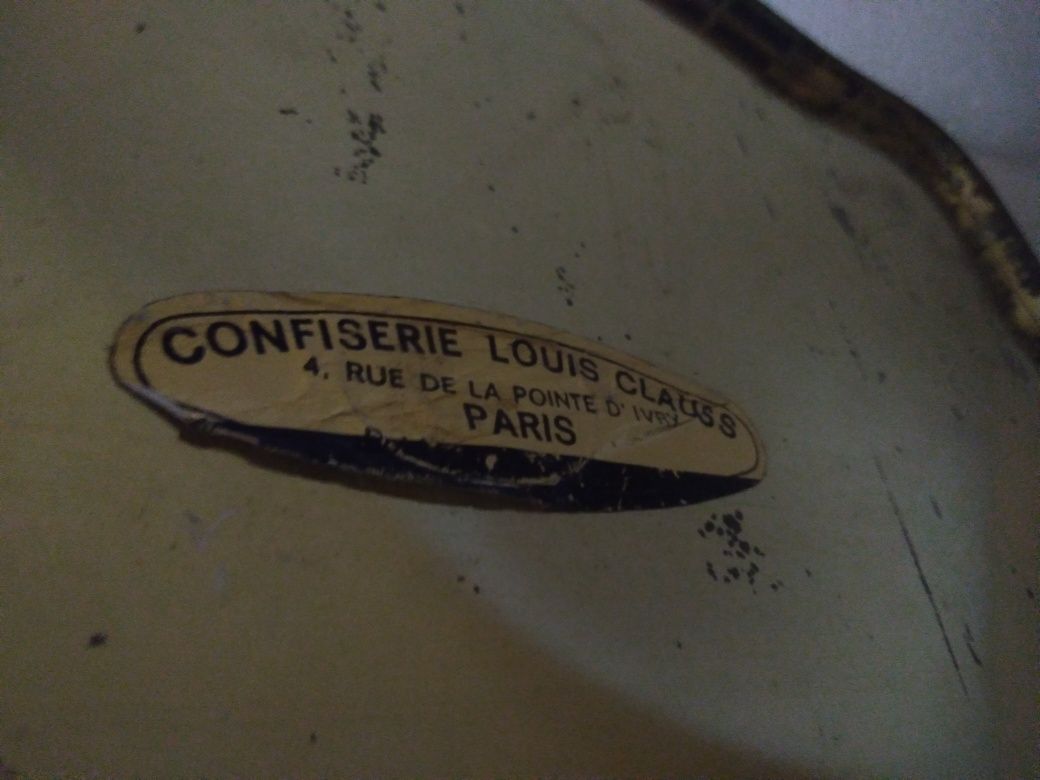 CONFISERIE LOUIS CLAUSS
4, RUE DE LA POINTE D'IVRY
PARIS